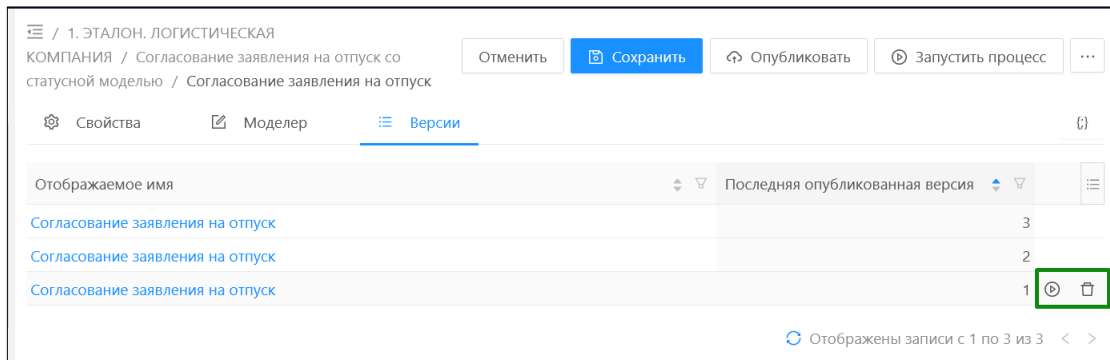 / 1. ЭТАЛОН. ЛОГИСТИЧЕСКАЯ
КОМПАНИЯ / Согласование заявления на отпуск со
статусной моделью / Согласование заявления на отпуск
Отменить Сохранить Опубликовать Запустить процесс ...
Свойства Моделер Версии {;}
Отображаемое имя Последняя опубликованная версия
Согласование заявления на отпуск 3
Согласование заявления на отпуск 2
Согласование заявления на отпуск 1
Отображены записи с 1 по 3 из 3 < >